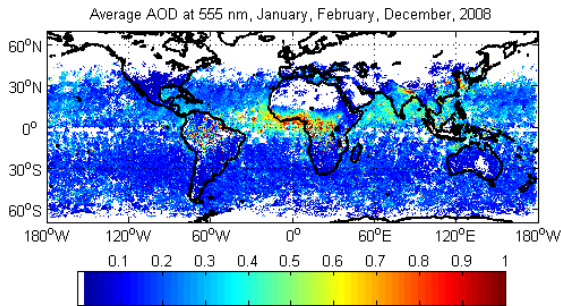 Average AOD at 555 nm, January, February, December, 2008
60°N
30°N
0°
30°S
60°S
180°W 120°W 60°W 0° 60°E 120°E 180°W
0.1 0.2 0.3 0.4 0.5 0.6 0.7 0.8 0.9 1